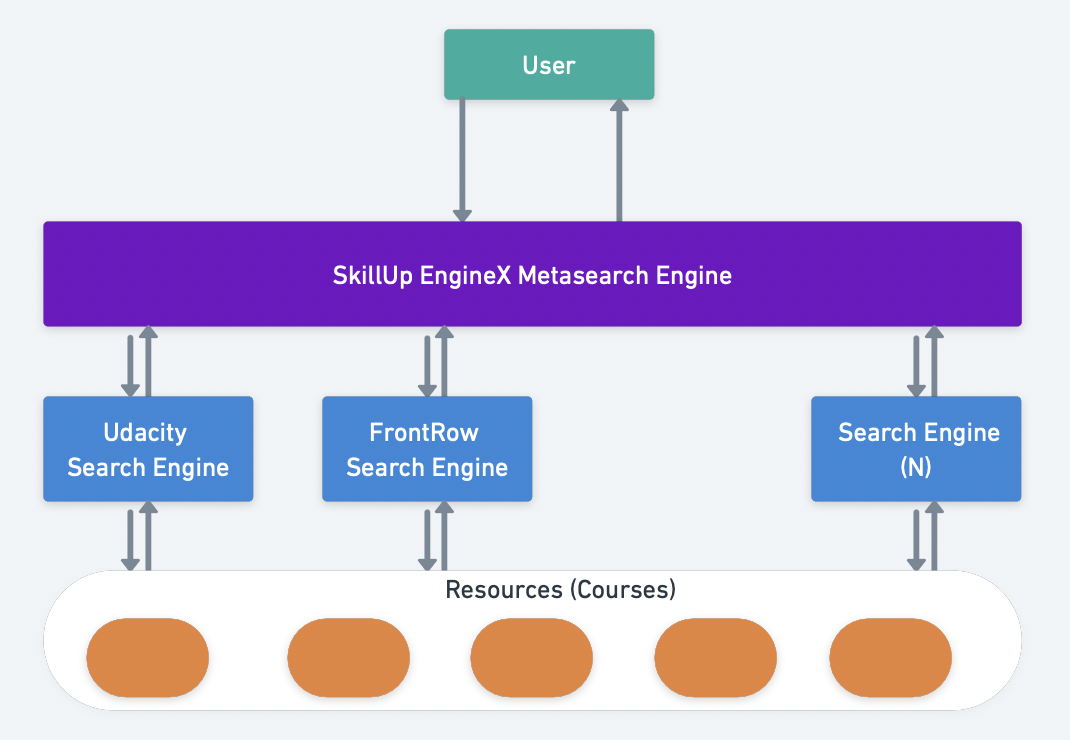 User
SkillUp EngineX Metasearch Engine
Udacity
Search Engine
FrontRow
Search Engine
Search Engine
(N)
Resources (Courses)